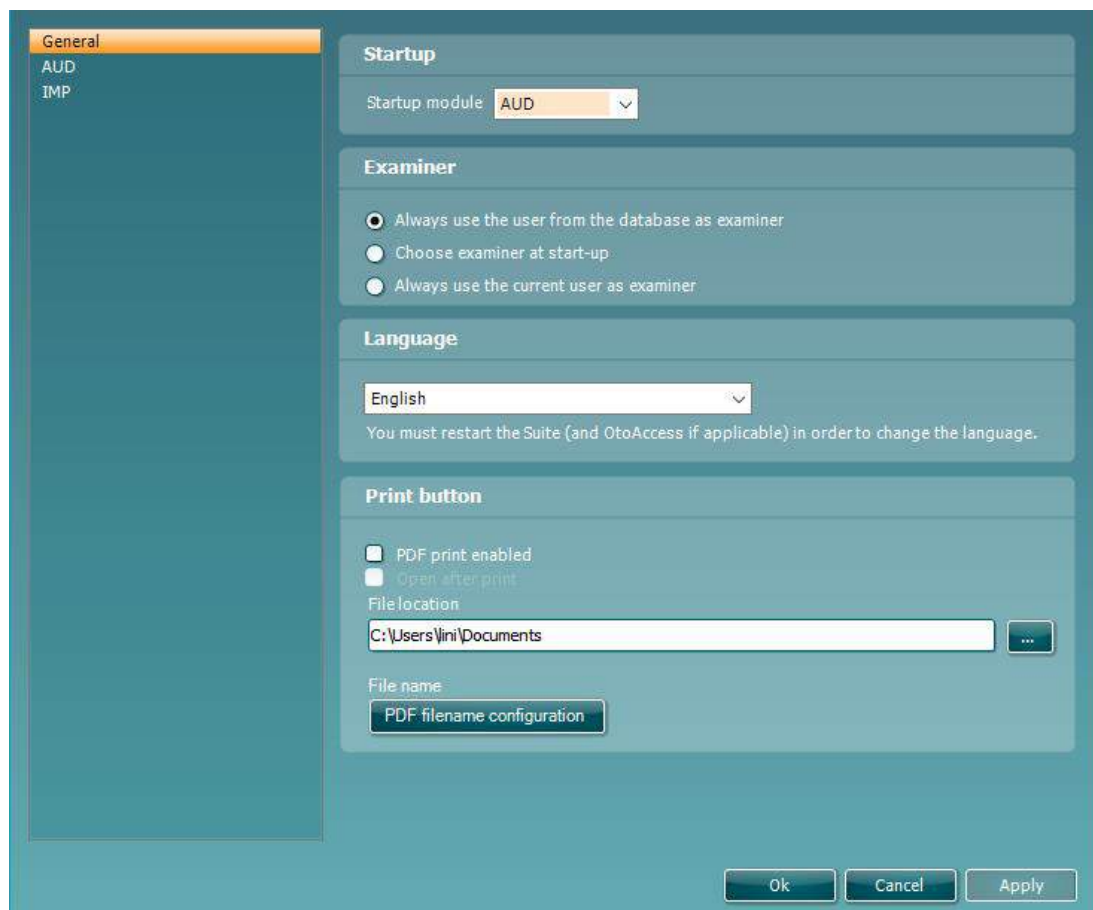 General
AUD
IMP
Startup
Startup module AUD
Examiner
Always use the user from the database as examiner
Choose examiner at start-up
Always use the current user as examiner
Language
English
You must restart the Suite (and OtoAccess if applicable) in order to change the language.
Print button
PDF print enabled
Open after print
File location
C:\Users\lini\Documents
...
File name
PDF filename configuration
Ok Cancel Apply